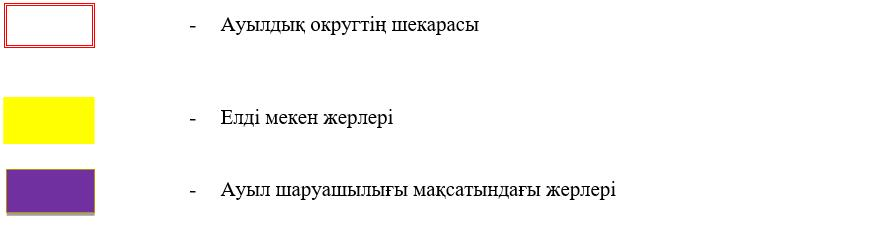 - Ауылдық округтің шекарасы
- Елді мекен жерлері
- Ауыл шаруашылығы мақсатындағы жерлері